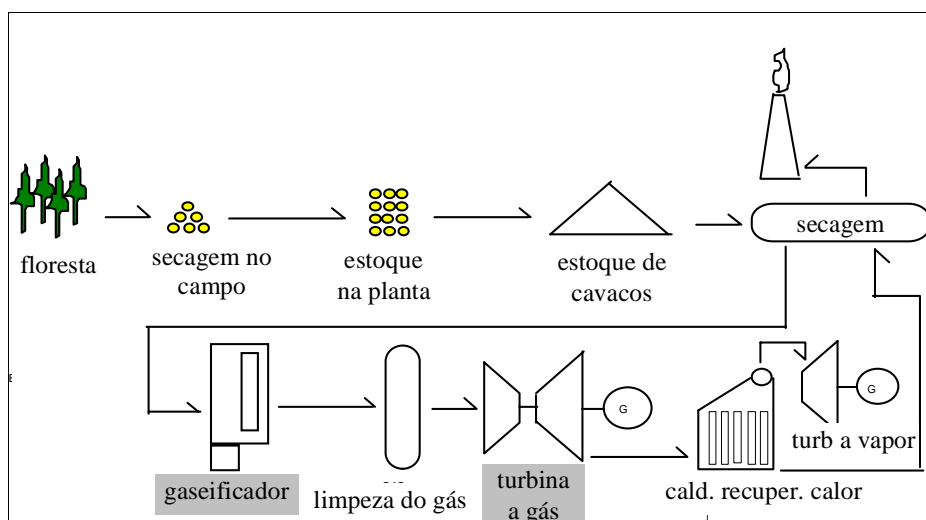 floresta
secagem no
campo
estoque
na planta
estoque de
cavacos
secagem
gaseificador
limpeza do gás
G
turbina
a gás
cald. recuper. calor
G
turb a vapor